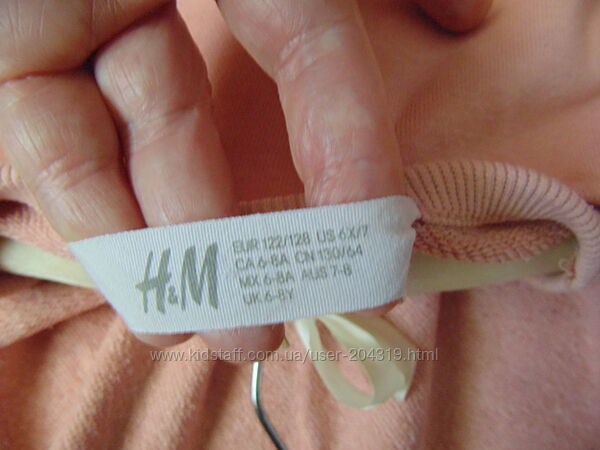 H&M
EUR 122/128 US 6X/7
CA 6-8A CN 130/64
MX 6-8A AUS 7-8
UK 6-8Y
www.kidstaff.com.ua/user-204319.html